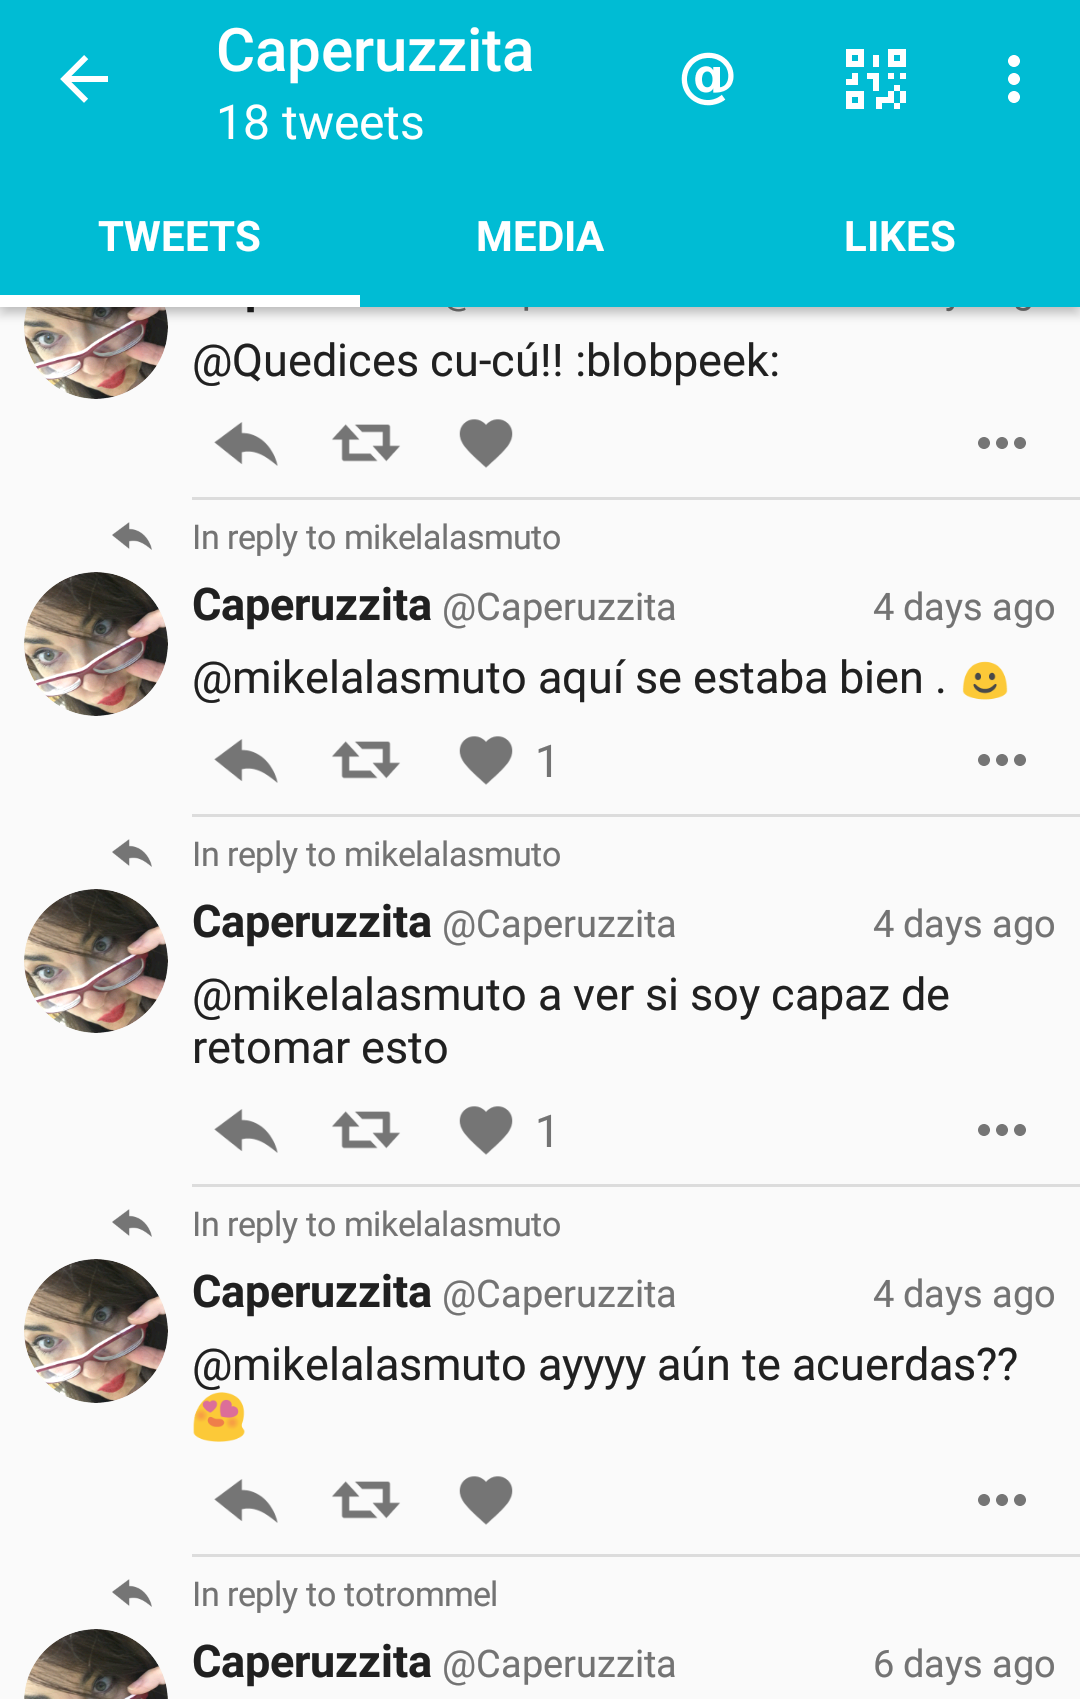 Caperuzzita
18 tweets
@
TWEETS
MEDIA
LIKES
@Quedices cu-cú!! :blobpeek:
In reply to mikelalasmuto
Caperuzzita @Caperuzzita 4 days ago
@mikelalasmuto aquí se estaba bien . 🙂
1
In reply to mikelalasmuto
Caperuzzita @Caperuzzita 4 days ago
@mikelalasmuto a ver si soy capaz de
retomar esto
1
In reply to mikelalasmuto
Caperuzzita @Caperuzzita 4 days ago
@mikelalasmuto ayyyy aún te acuerdas??
😍
In reply to totrommel
Caperuzzita @Caperuzzita 6 days ago